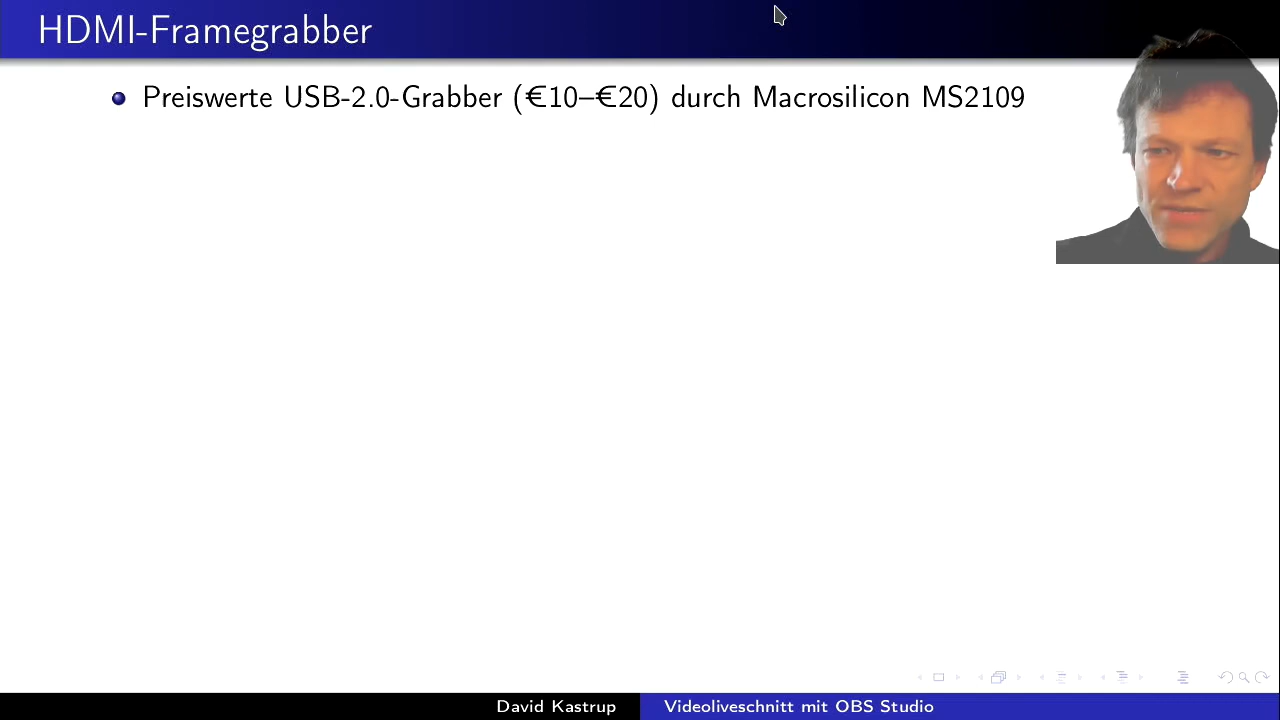 HDMI-Framegrabber
Preiswerte USB-2.0-Grabber (€10–€20) durch Macrosilicon MS2109
David Kastrup
Videoliveschnitt mit OBS Studio